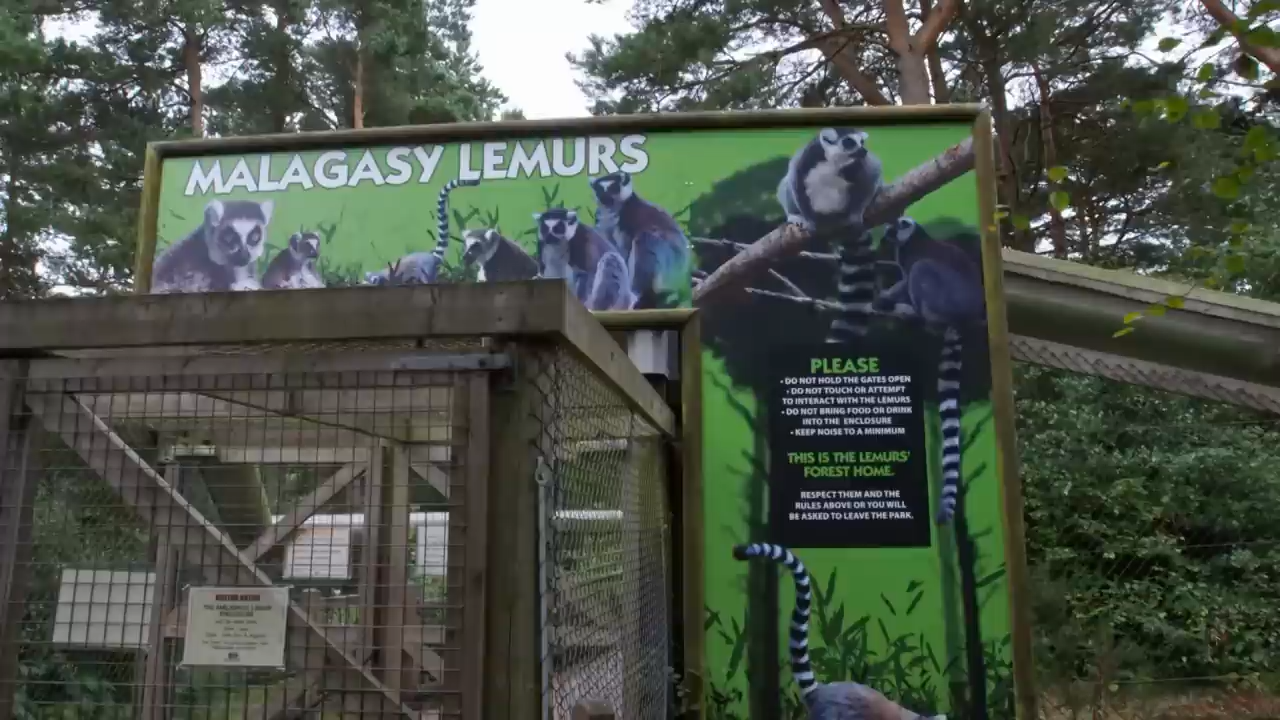 MALAGASY LEMURS
PLEASE
• DO NOT HOLD THE GATES OPEN
• DO NOT TOUCH OR ATTEMPT
TO INTERACT WITH THE LEMURS
• DO NOT BRING FOOD OR DRINK
INTO THE ENCLOSURE
• KEEP NOISE TO A MINIMUM
THIS IS THE LEMURS'
FOREST HOME.
RESPECT THEM AND THE
RULES ABOVE OR YOU WILL
BE ASKED TO LEAVE THE PARK.